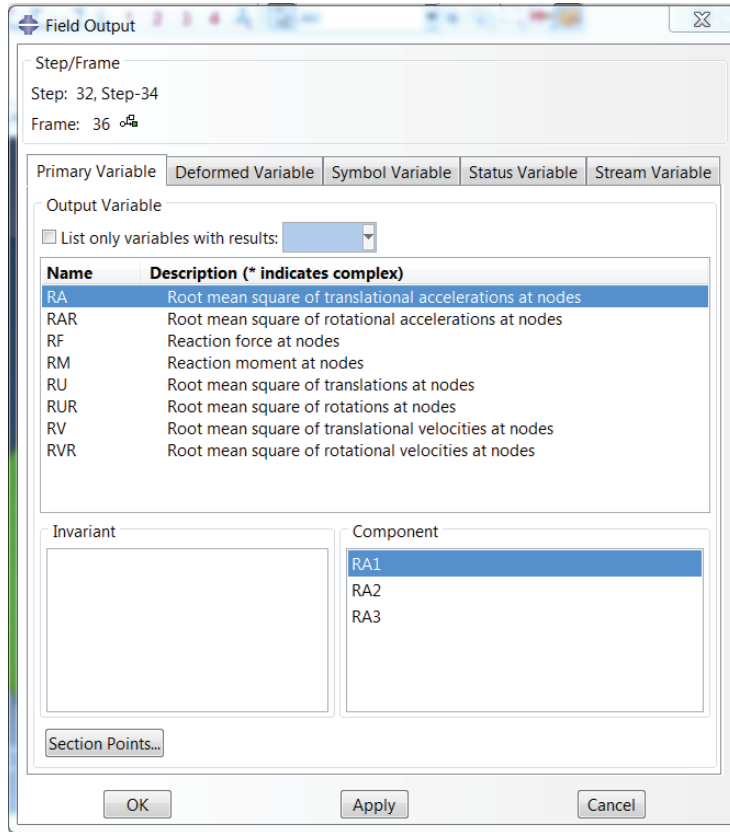 Field Output
Step/Frame
Step: 32, Step-34
Frame: 36
Primary Variable Deformed Variable Symbol Variable Status Variable Stream Variable
Output Variable
List only variables with results:
Name Description (* indicates complex)
RA Root mean square of translational accelerations at nodes
RAR Root mean square of rotational accelerations at nodes
RF Reaction force at nodes
RM Reaction moment at nodes
RU Root mean square of translations at nodes
RUR Root mean square of rotations at nodes
RV Root mean square of translational velocities at nodes
RVR Root mean square of rotational velocities at nodes
Invariant Component
RA1
RA2
RA3
Section Points...
OK Apply Cancel